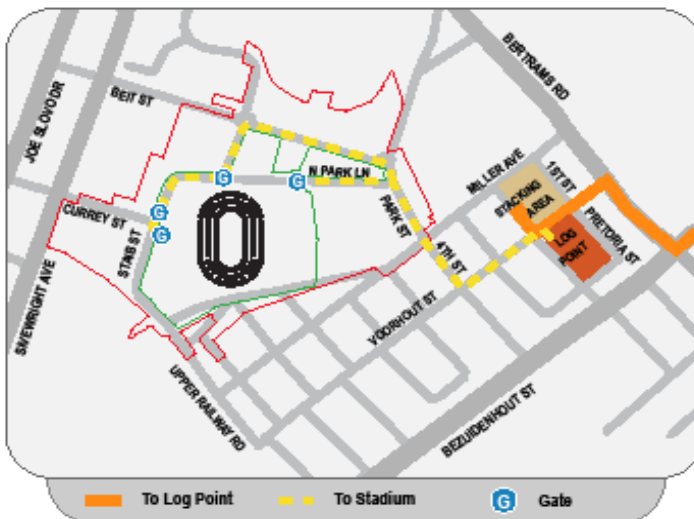 BERTRAMS RD
JOE SLOVO DR
BEIT ST
G
G
N PARK LN
MILLER AVE
1ST ST
STACKING
AREA
G
G
CURREY ST
PARK ST
PRETORIA ST
LOG
POINT
STAIB ST
4TH ST
SIVEWRIGHT AVE
VOORHOUT ST
UPPER RAILWAY RD
BEZUIDENHOUT ST
To Log Point
To Stadium
G
Gate